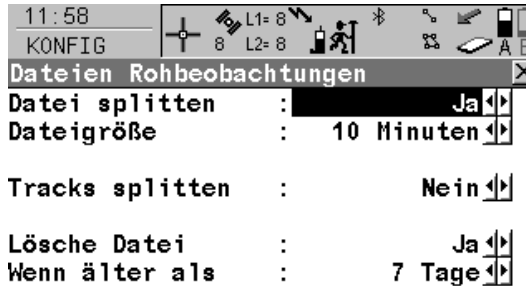 11:58
KONFIG
8
L1= 8
L2= 8
A
Dateien Rohbeobachtungen
Datei splitten : Ja
Dateigröße : 10 Minuten
Tracks splitten : Nein
Lösche Datei : Ja
Wenn älter als : 7 Tage